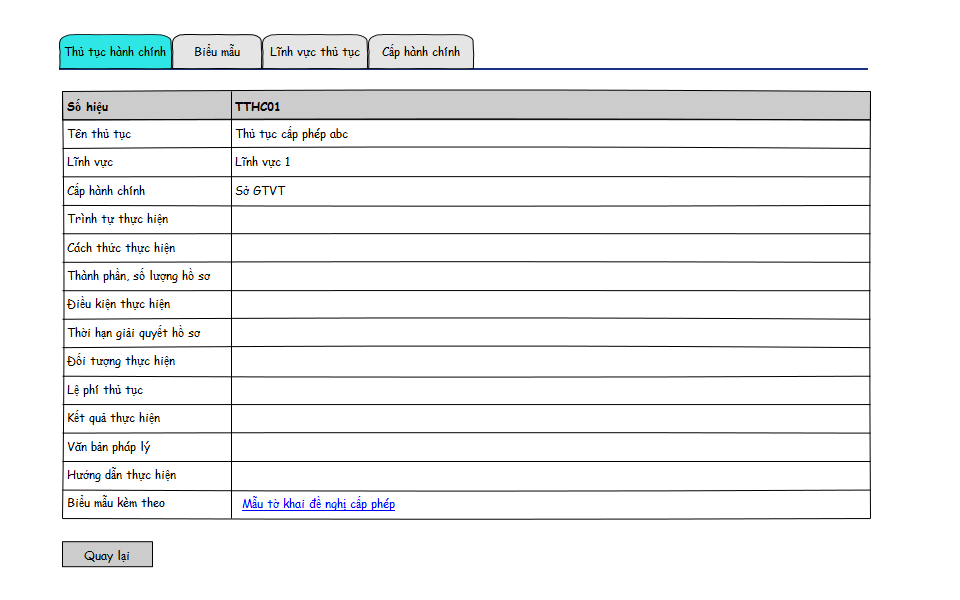 Thủ tục hành chính Biểu mẫu Lĩnh vực thủ tục Cấp hành chính
Số hiệu TTHC01
Tên thủ tục Thủ tục cấp phép abc
Lĩnh vực Lĩnh vực 1
Cấp hành chính Sở GTVT
Trình tự thực hiện
Cách thức thực hiện
Thành phần, số lượng hồ sơ
Điều kiện thực hiện
Thời hạn giải quyết hồ sơ
Đối tượng thực hiện
Lệ phí thủ tục
Kết quả thực hiện
Văn bản pháp lý
Hướng dẫn thực hiện
Biểu mẫu kèm theo Mẫu tờ khai đề nghị cấp phép
Quay lại